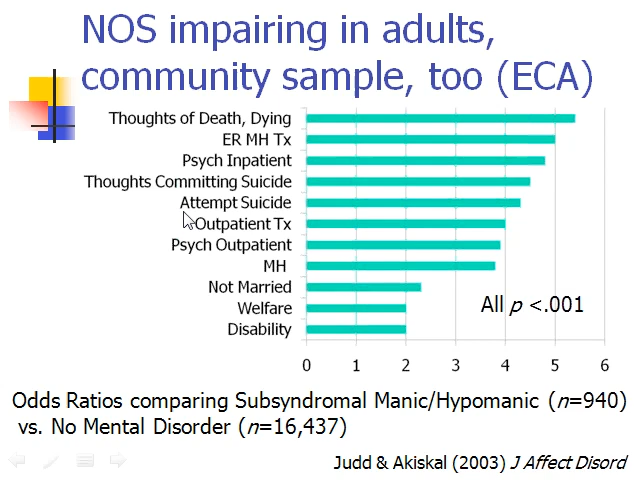 NOS impairing in adults,
community sample, too (ECA)
Thoughts of Death, Dying
ER MH Tx
Psych Inpatient
Thoughts Committing Suicide
Attempt Suicide
Outpatient Tx
Psych Outpatient
MH
Not Married
Welfare
Disability
All p <.001
0 1 2 3 4 5 6
Odds Ratios comparing Subsyndromal Manic/Hypomanic (n=940)
vs. No Mental Disorder (n=16,437)
Judd & Akiskal (2003) J Affect Disord